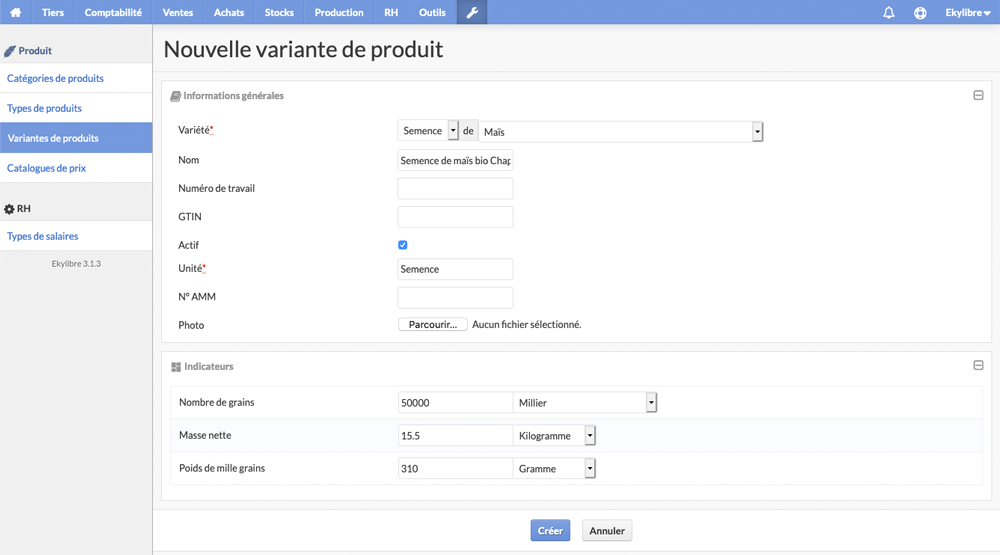 Tiers Comptabilité Ventes Achats Stocks Production RH Outils Ekylibre
Produit
Catégories de produits
Types de produits
Variantes de produits
Catalogues de prix
RH
Types de salaires
Ekylibre 3.1.3
Nouvelle variante de produit
Informations générales
Variété* Semence de Maïs
Nom Semence de maïs bio Chap
Numéro de travail
GTIN
Actif
Unité* Semence
N° AMM
Photo Parcourir... Aucun fichier sélectionné.
Indicateurs
Nombre de grains 50000 Millier
Masse nette 15.5 Kilogramme
Poids de mille grains 310 Gramme
Créer Annuler